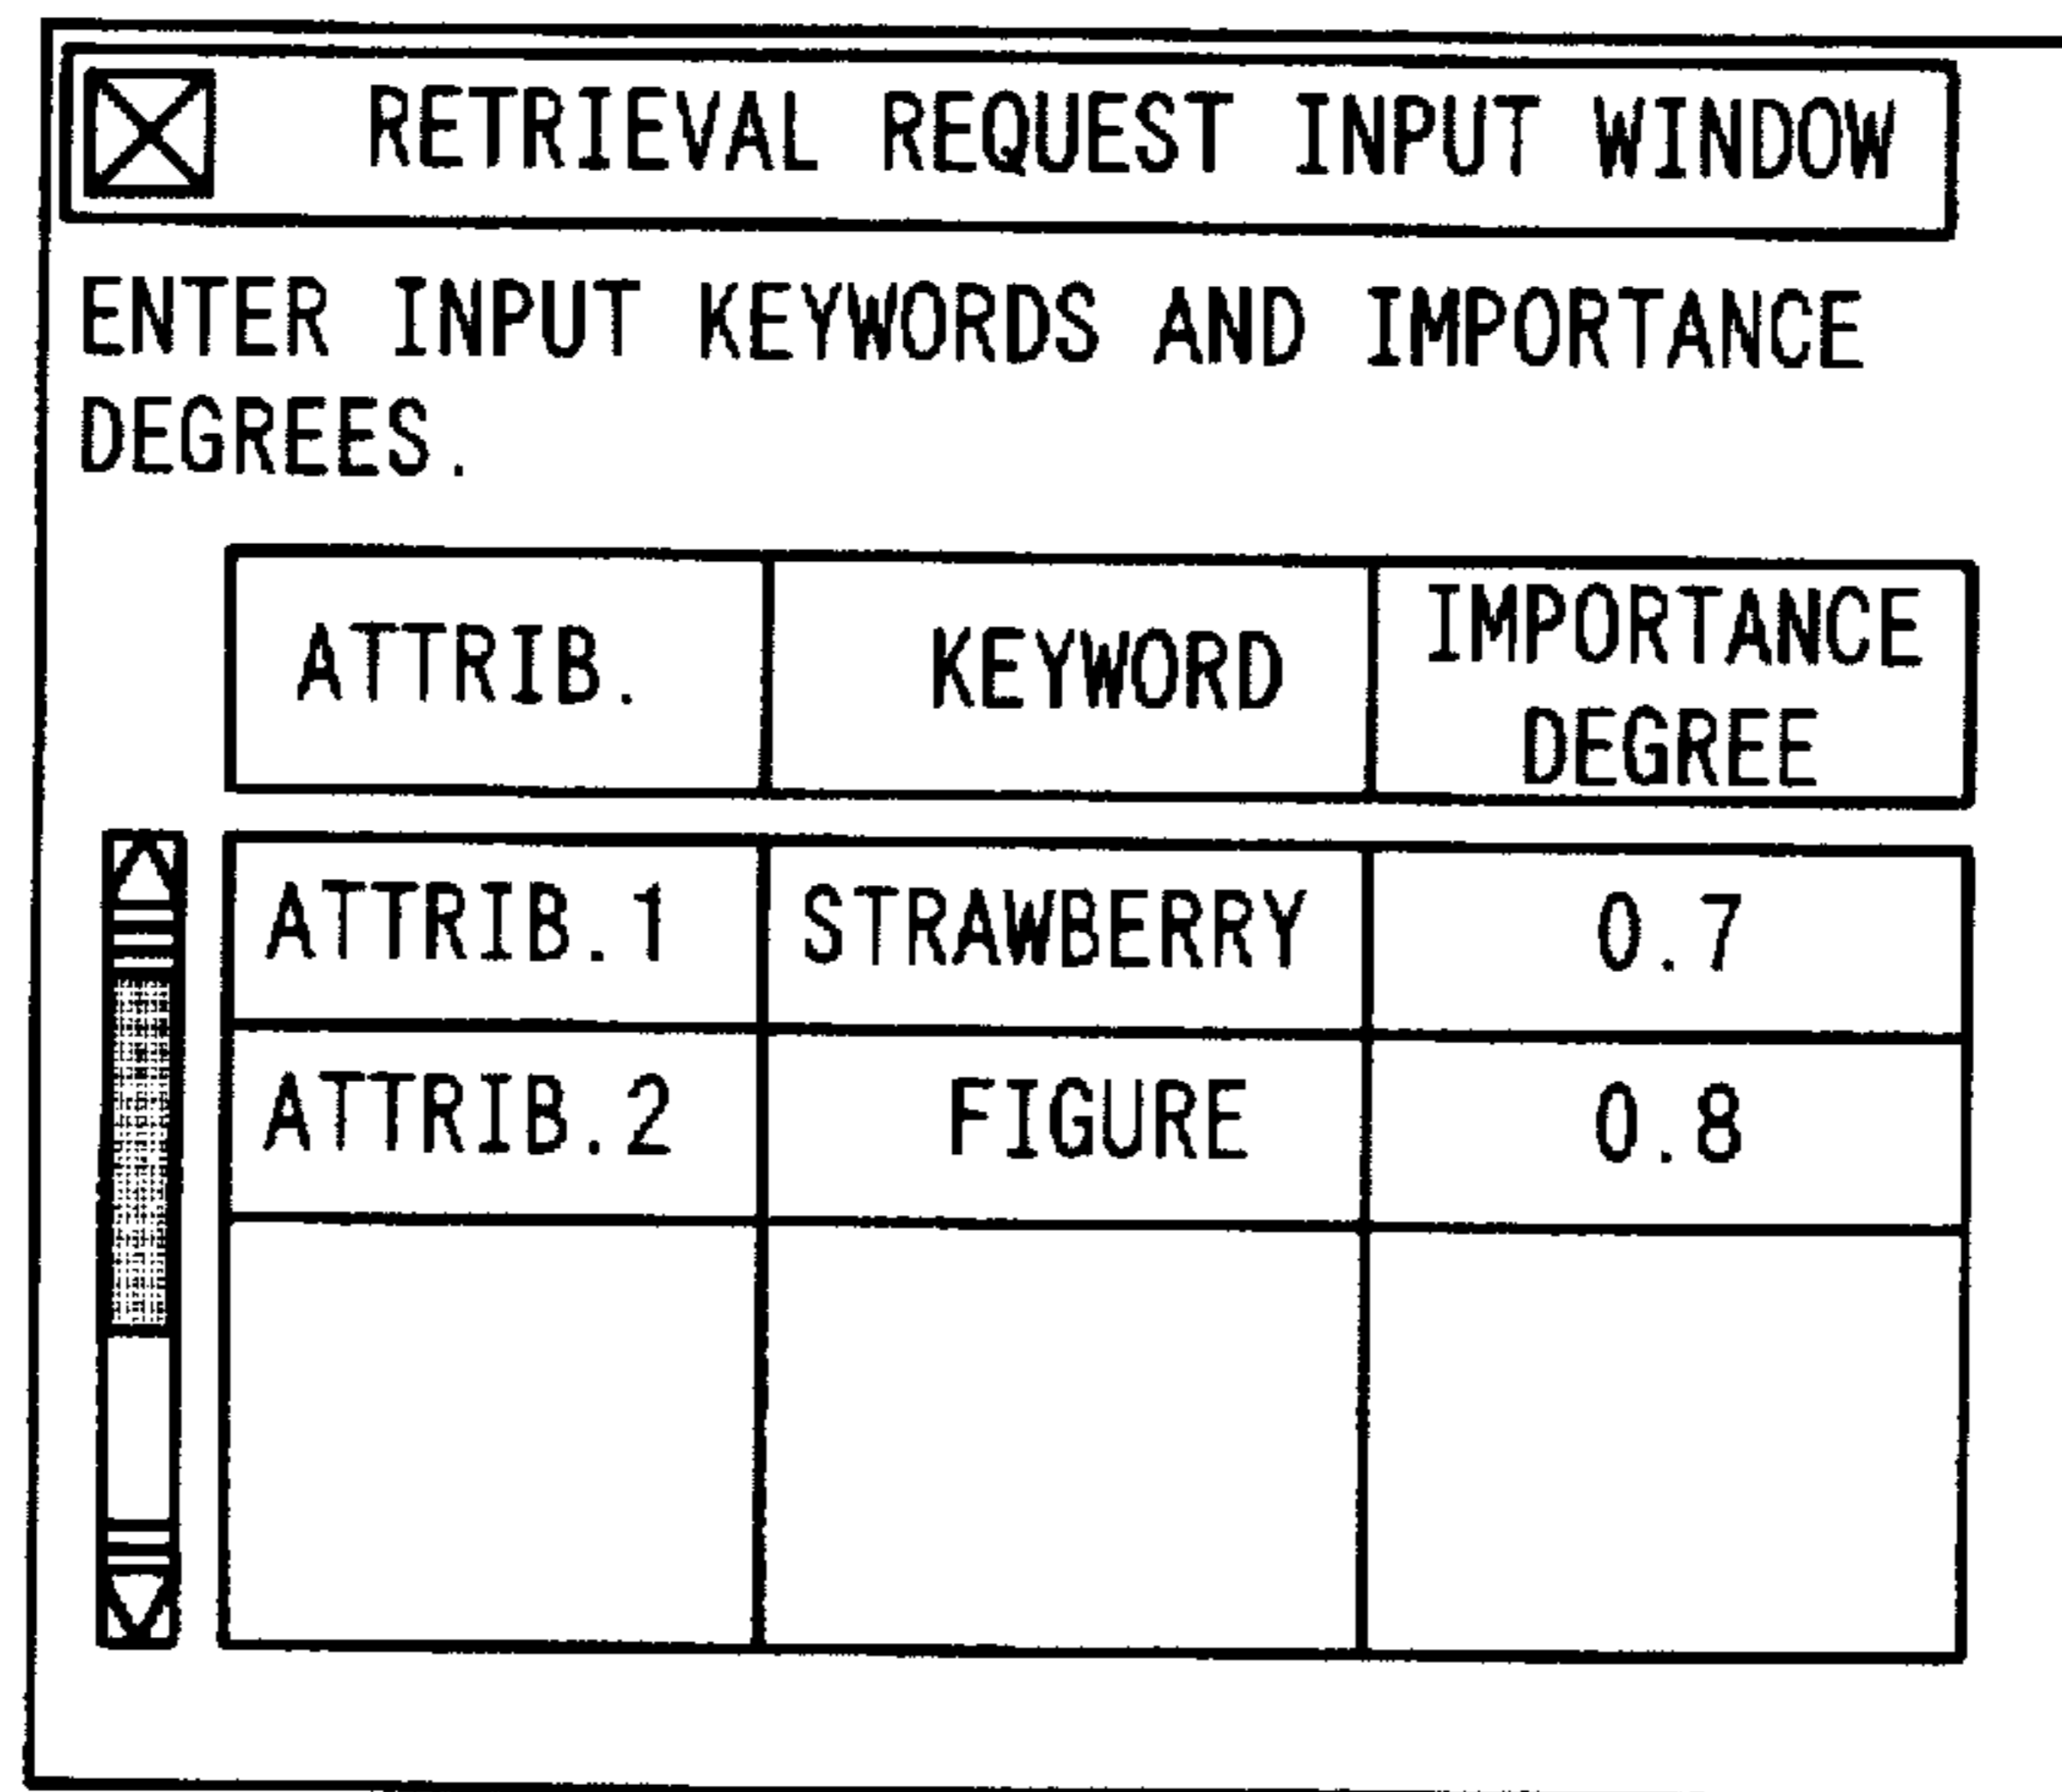 RETRIEVAL REQUEST INPUT WINDOW
ENTER INPUT KEYWORDS AND IMPORTANCE
DEGREES.
ATTRIB. KEYWORD IMPORTANCE
DEGREE
ATTRIB.1 STRAWBERRY 0.7
ATTRIB.2 FIGURE 0.8